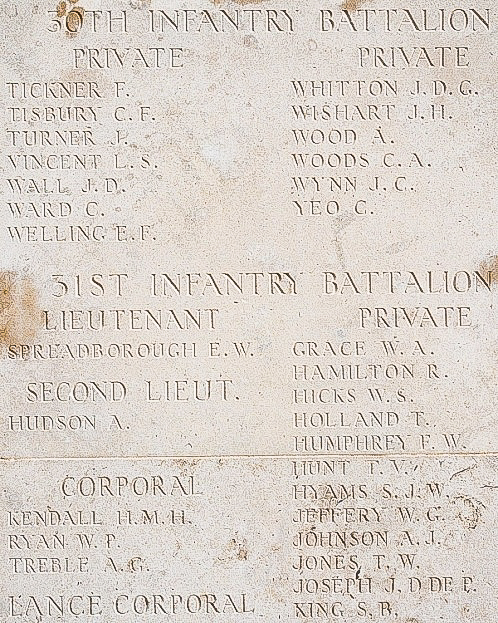 30TH INFANTRY BATTALION
PRIVATE
TICKNER F.
TISBURY C. F.
TURNER J.
VINCENT L. S.
WALL J. D.
WARD C.
WELLING E. F.
PRIVATE
WHITTON J. D. G.
WISHART J. H.
WOOD A.
WOODS C. A.
WYNN J. C.
YEO G.
31ST INFANTRY BATTALION
LIEUTENANT
SPREADBOROUGH E. W.
SECOND LIEUT.
HUDSON A.
CORPORAL
KENDALL H. M. H.
RYAN W. P.
TREBLE A. G.
LANCE CORPORAL
PRIVATE
GRACE W. A.
HAMILTON R.
HICKS W. S.
HOLLAND T.
HUMPHREY F. W.
HUNT T. V.
HYAMS S. J. W.
JEFFERY W. G.
JOHNSON A. J.
JONES T. W.
JOSEPH J. D DE P.
KING S. B.